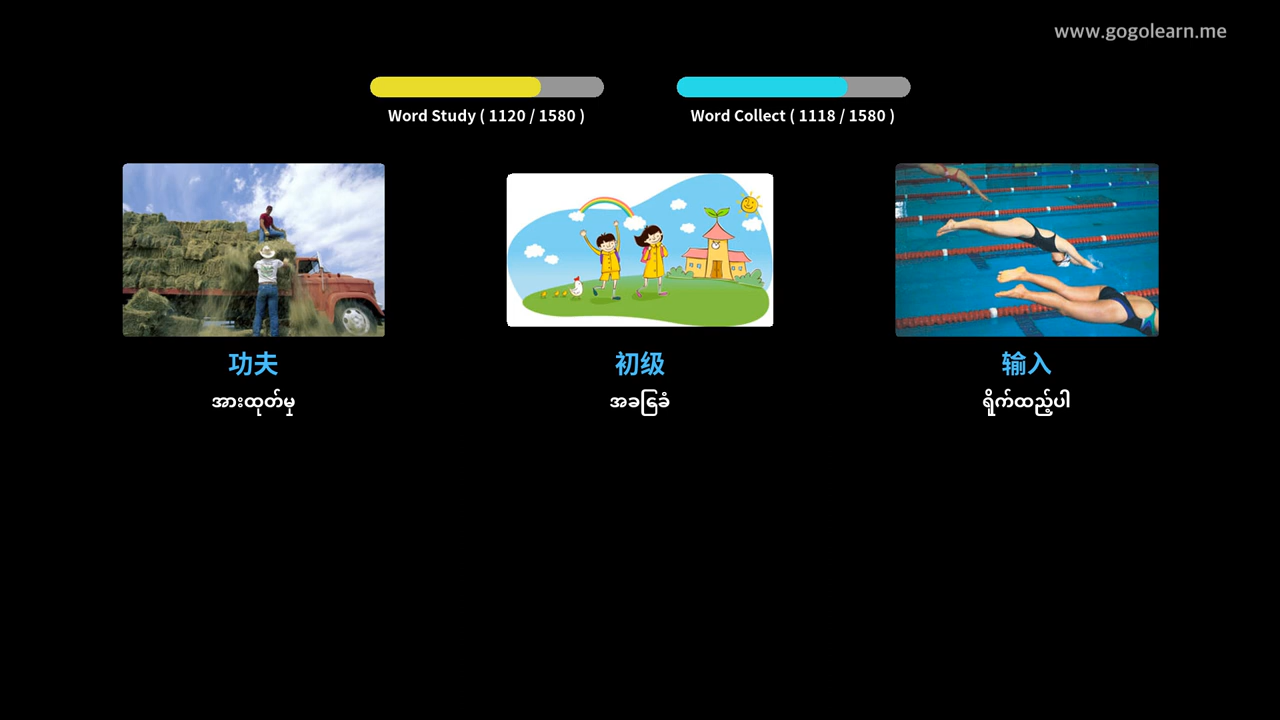 www.gogolearn.me
Word Study ( 1120 / 1580 )
Word Collect ( 1118 / 1580 )
功夫
初级
输入
အားထုတ်မှု
အခြေခံ
ရိုက်ထည့်ပါ